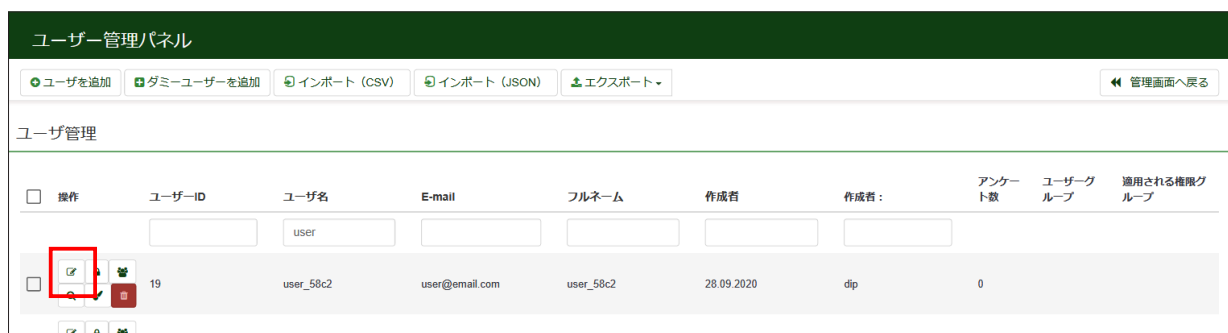 ユーザー管理パネル
ユーザを追加 ダミーユーザーを追加 インポート（CSV） インポート（JSON） エクスポート 管理画面へ戻る
ユーザ管理
操作 ユーザーID ユーザ名 E-mail フルネーム 作成者 作成者 : アンケート数 ユーザーグループ 適用される権限グループ
user
19 user_58c2 user@email.com user_58c2 28.09.2020 dip 0